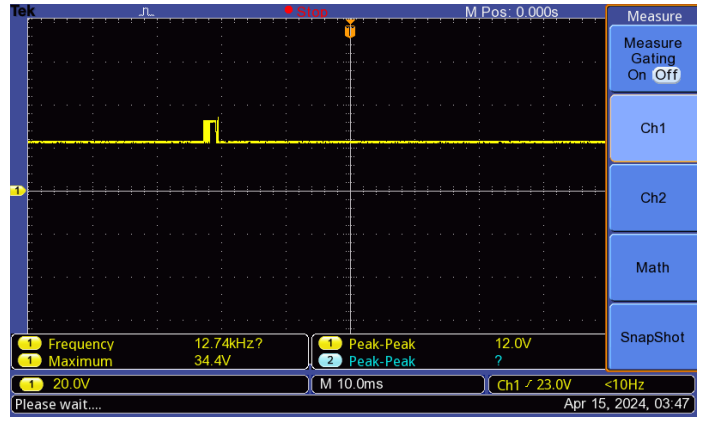 Tek
Stop
M Pos: 0.000s
Measure
Measure
Gating
On Off
Ch1
Ch2
Math
SnapShot
1
1 Frequency 12.74kHz?
1 Maximum 34.4V
1 Peak-Peak 12.0V
2 Peak-Peak ?
1 20.0V
M 10.0ms
Ch1 23.0V <10Hz
Please wait....
Apr 15, 2024, 03:47